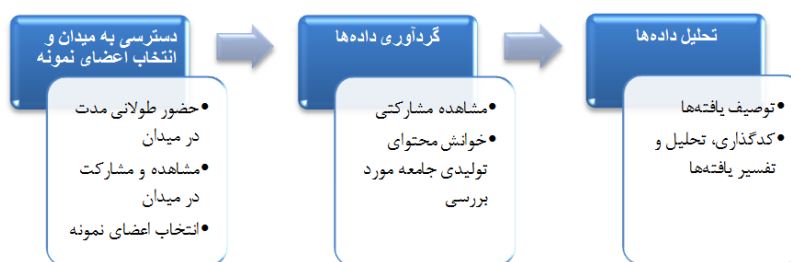 دسترسی به میدان و
انتخاب اعضای نمونه
•حضور طولانی مدت
در میدان
•مشاهده و مشارکت
در میدان
•انتخاب اعضای نمونه
گردآوری داده‌ها
•مشاهده مشارکتی
•خوانش محتوای
تولیدی جامعه مورد
بررسی
تحلیل داده‌ها
•توصیف یافته‌ها
•کدگذاری، تحلیل و
تفسیر یافته‌ها